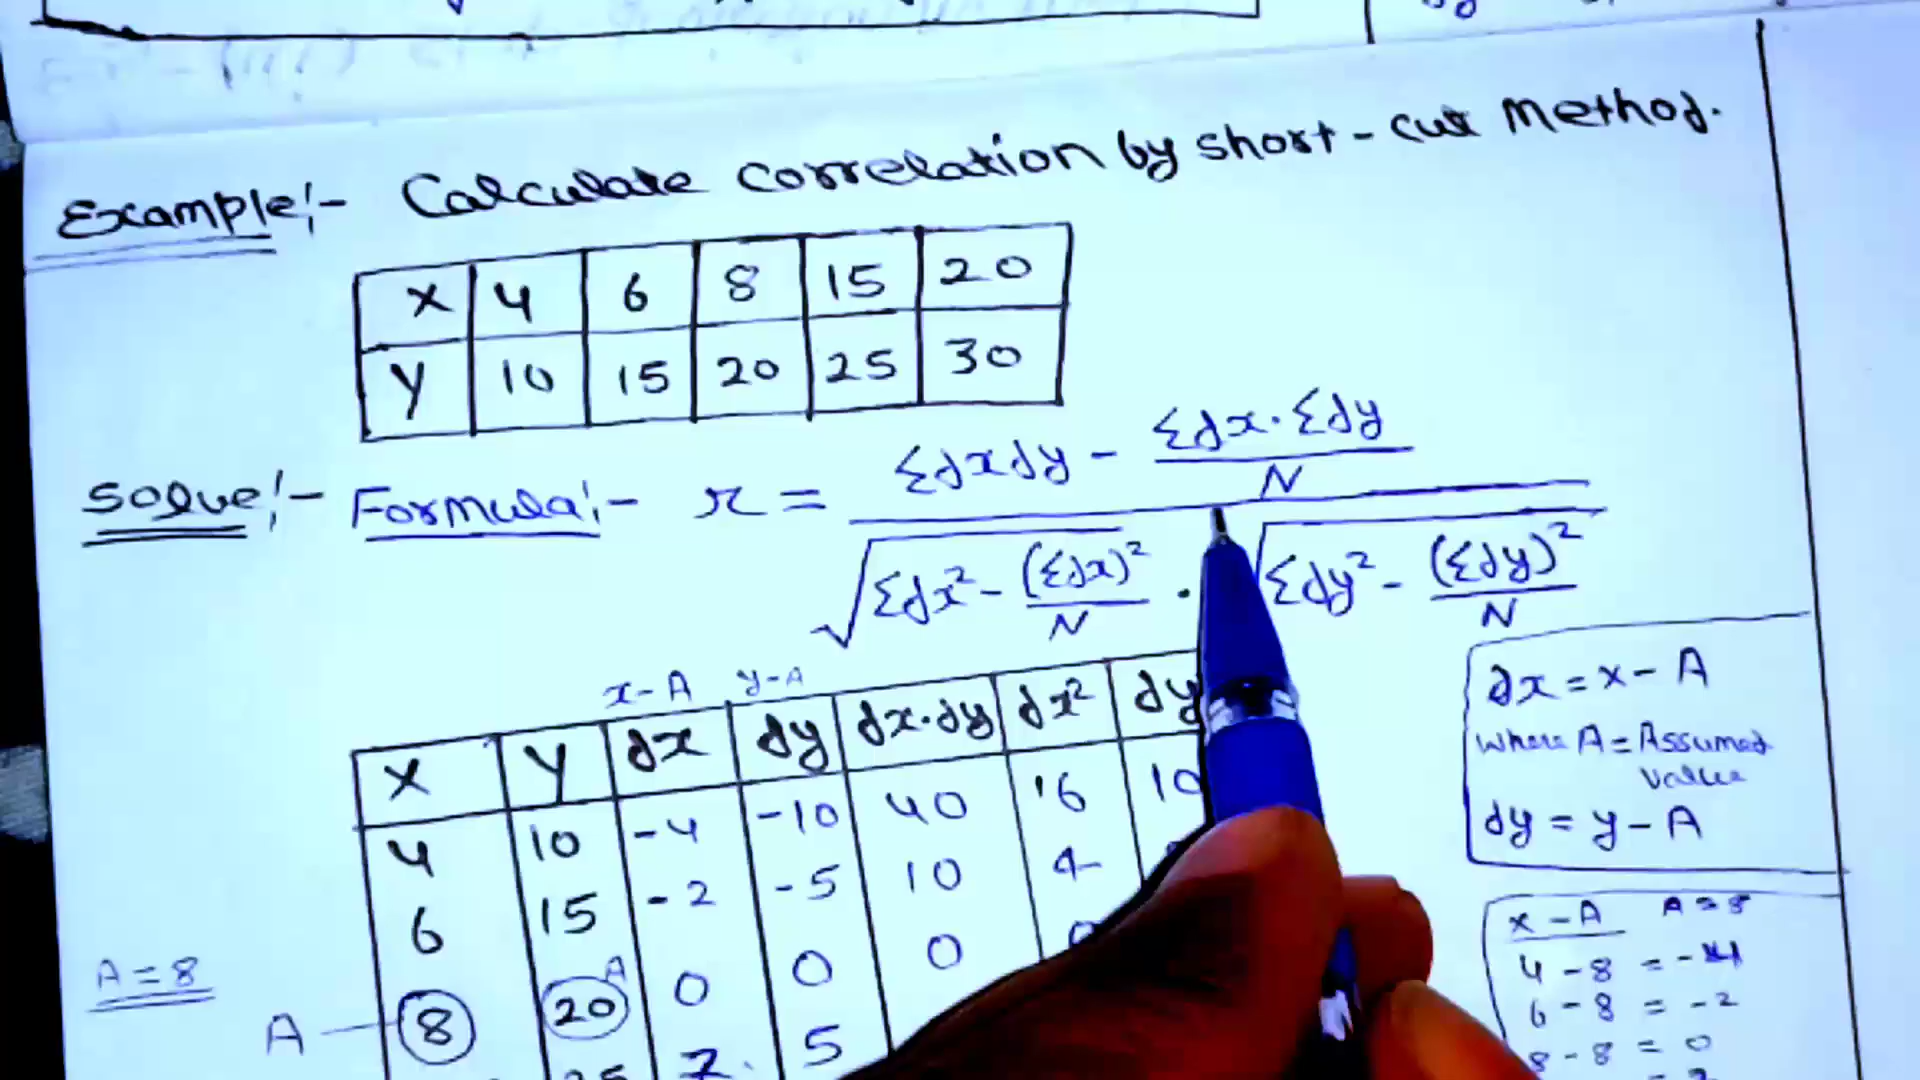 Example:- Calculate correlation by short-cut method.
X 4 6 8 15 20
Y 10 15 20 25 30
Solve:- Formula:- r = (Σdxdy - (Σdx·Σdy)/N) / (√(Σdx² - (Σdx)²/N) · √(Σdy² - (Σdy)²/N))
x-A y-A
X Y dx dy dx·dy dx² dy
4 10 -4 -10 40 16 10
6 15 -2 -5 10 4
A=8
A 8 20 A 0 0 0
7 5
dx = x - A
where A = Assumed
value
dy = y - A
x - A A = 8
4 - 8 = -4
6 - 8 = -2
8 - 8 = 0